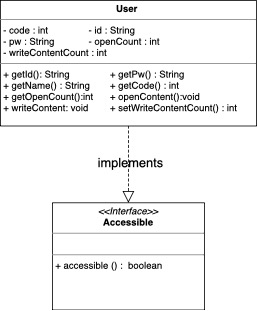 User
- code : int - id : String
- pw : String - openCount : int
- writeContentCount : int
+ getId(): String + getPw() : String
+ getName() : String + getCode() : int
+ getOpenCount():int + openContent():void
+ writeContent: void + setWriteContentCount() : int
implements
<<Interface>>
Accessible
+ accessible () : boolean